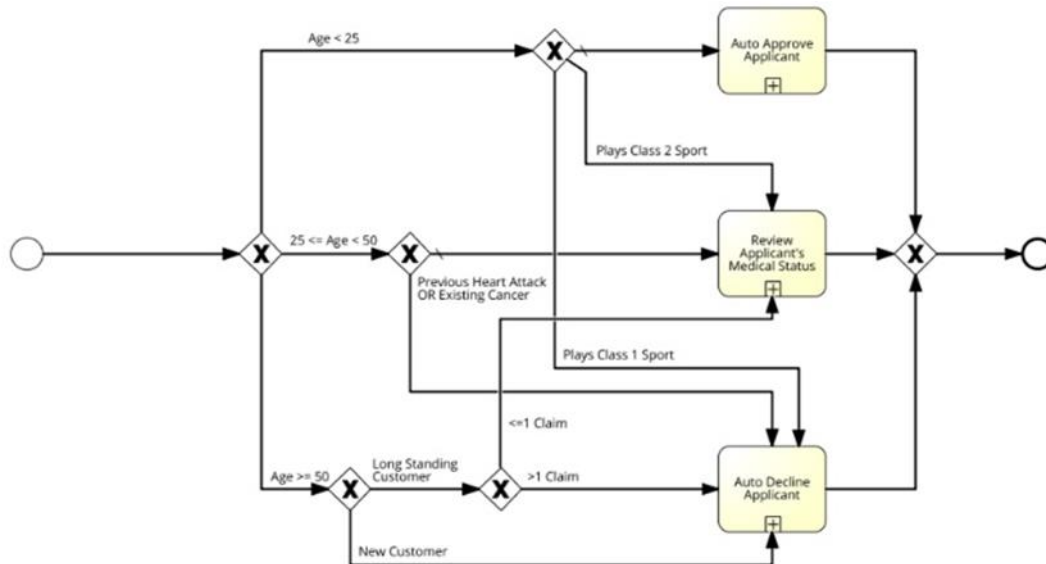 Age < 25
Auto Approve
Applicant
Plays Class 2 Sport
25 <= Age < 50
Review
Applicant's
Medical Status
Previous Heart Attack
OR Existing Cancer
Plays Class 1 Sport
<=1 Claim
Age >= 50
Long Standing
Customer
>1 Claim
Auto Decline
Applicant
New Customer